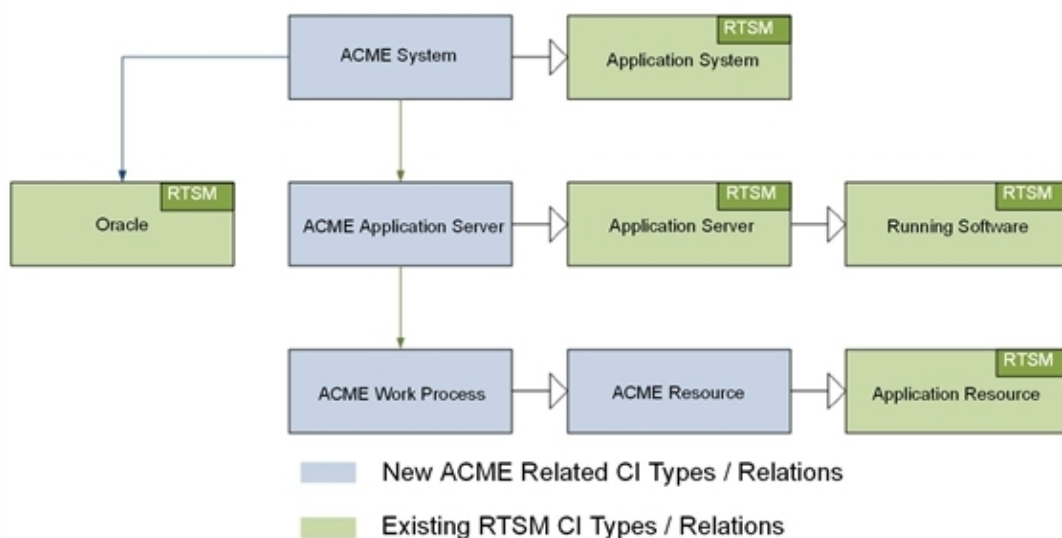 RTSM
ACME System
Application System
RTSM
Oracle
ACME Application Server
RTSM
Application Server
RTSM
Running Software
ACME Work Process
ACME Resource
RTSM
Application Resource
New ACME Related CI Types / Relations
Existing RTSM CI Types / Relations